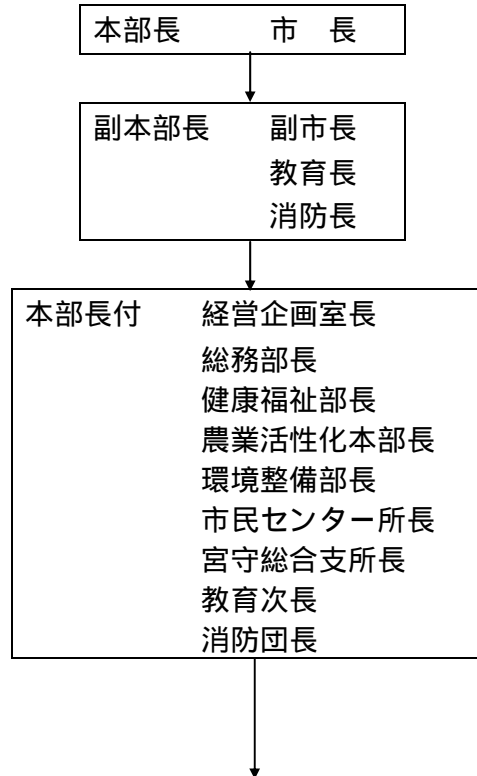 本部長　市　長
副本部長　副市長
教育長
消防長
本部長付　経営企画室長
総務部長
健康福祉部長
農業活性化本部長
環境整備部長
市民センター所長
宮守総合支所長
教育次長
消防団長